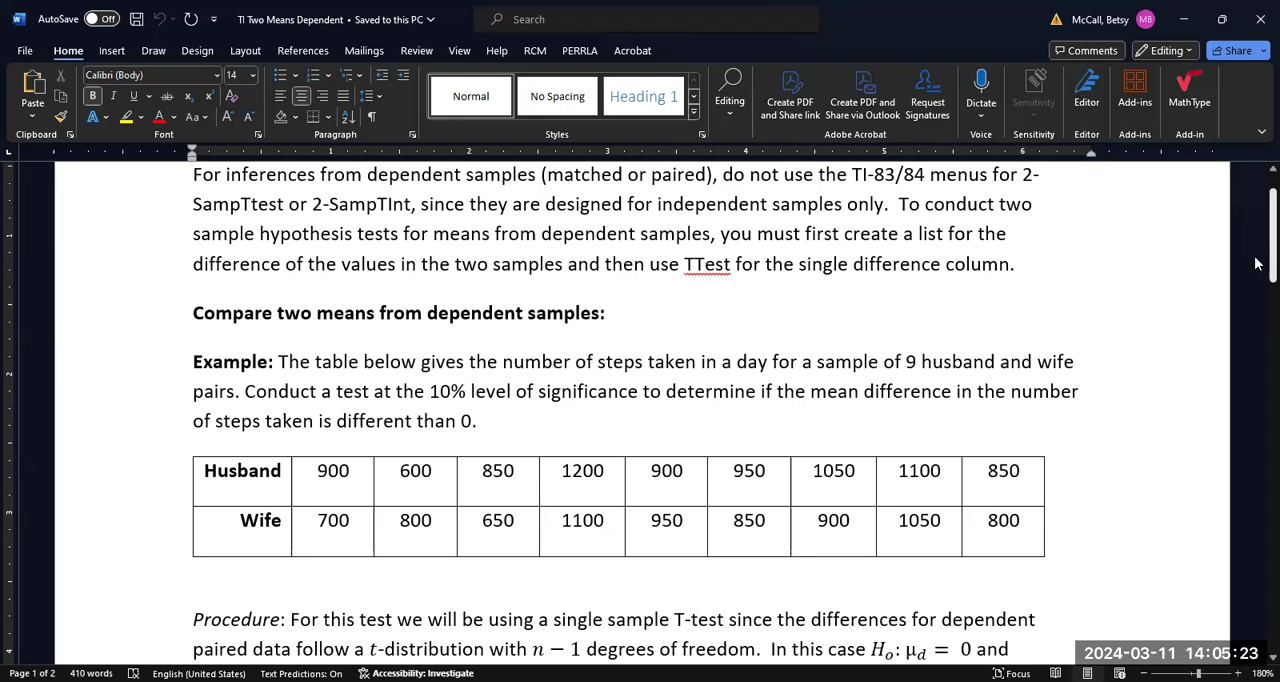 AutoSave Off TI Two Means Dependent • Saved to this PC Search McCall, Betsy MB
File Home Insert Draw Design Layout References Mailings Review View Help RCM PERRLA Acrobat Comments Editing Share
Paste Calibri (Body) 14 Normal No Spacing Heading 1 Editing Create PDF and Share link Create PDF and Share via Outlook Request Signatures Dictate Sensitivity Editor Add-ins MathType
Clipboard Font Paragraph Styles Adobe Acrobat Voice Sensitivity Editor Add-ins Add-in
1 2 3 4 5 6
For inferences from dependent samples (matched or paired), do not use the TI-83/84 menus for 2-
SampTtest or 2-SampTInt, since they are designed for independent samples only. To conduct two
sample hypothesis tests for means from dependent samples, you must first create a list for the
difference of the values in the two samples and then use TTest for the single difference column.
Compare two means from dependent samples:
Example: The table below gives the number of steps taken in a day for a sample of 9 husband and wife
pairs. Conduct a test at the 10% level of significance to determine if the mean difference in the number
of steps taken is different than 0.
Husband 900 600 850 1200 900 950 1050 1100 850
Wife 700 800 650 1100 950 850 900 1050 800
Procedure: For this test we will be using a single sample T-test since the differences for dependent
paired data follow a t-distribution with n − 1 degrees of freedom. In this case H₀: μ_d = 0 and
2024-03-11 14:05:23
Page 1 of 2 410 words English (United States) Text Predictions: On Accessibility: Investigate Focus 180%